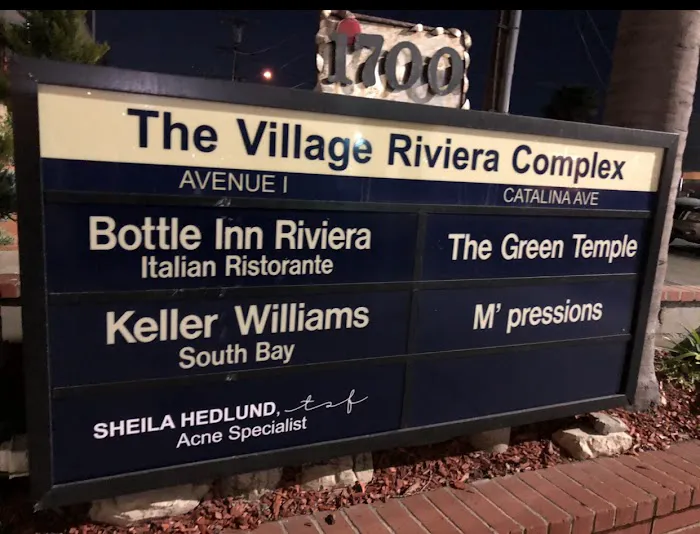 1700
The Village Riviera Complex
AVENUE I
CATALINA AVE
Bottle Inn Riviera
Italian Ristorante
The Green Temple
Keller Williams
South Bay
M' pressions
SHEILA HEDLUND, tsf
Acne Specialist